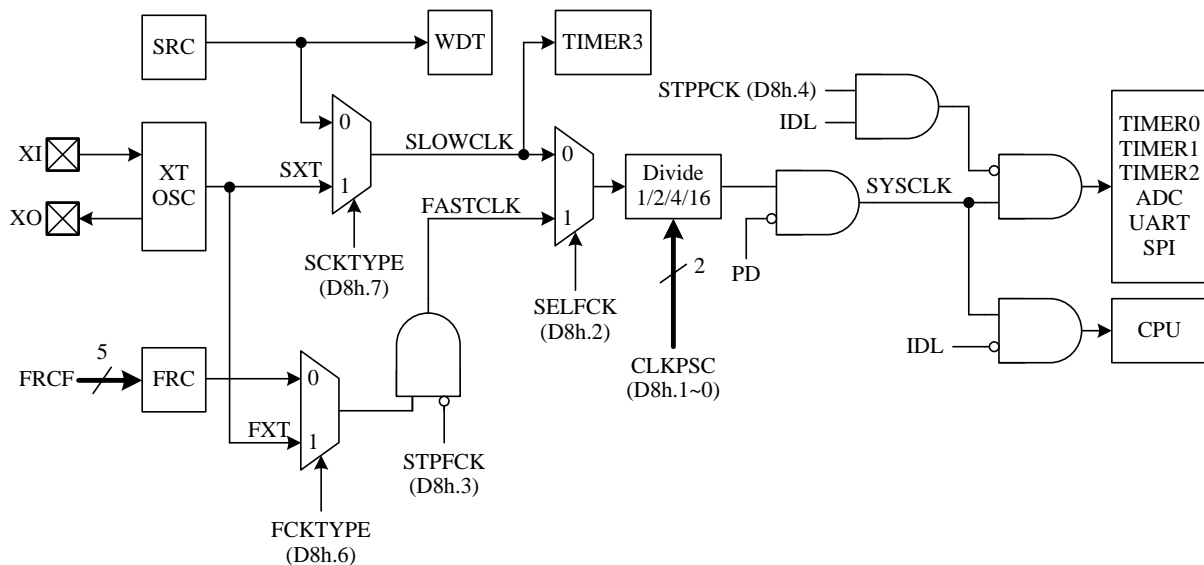 SRC
WDT
TIMER3
STPPCK (D8h.4)
IDL
TIMER0
TIMER1
TIMER2
ADC
UART
SPI
XI
XO
XT
OSC
SXT
0
1
SLOWCLK
FASTCLK
SCKTYPE
(D8h.7)
0
1
SELFCK
(D8h.2)
Divide
1/2/4/16
2
CLKPSC
(D8h.1~0)
PD
SYSCLK
IDL
CPU
FRCF
5
FRC
FXT
0
1
FCKTYPE
(D8h.6)
STPFCK
(D8h.3)